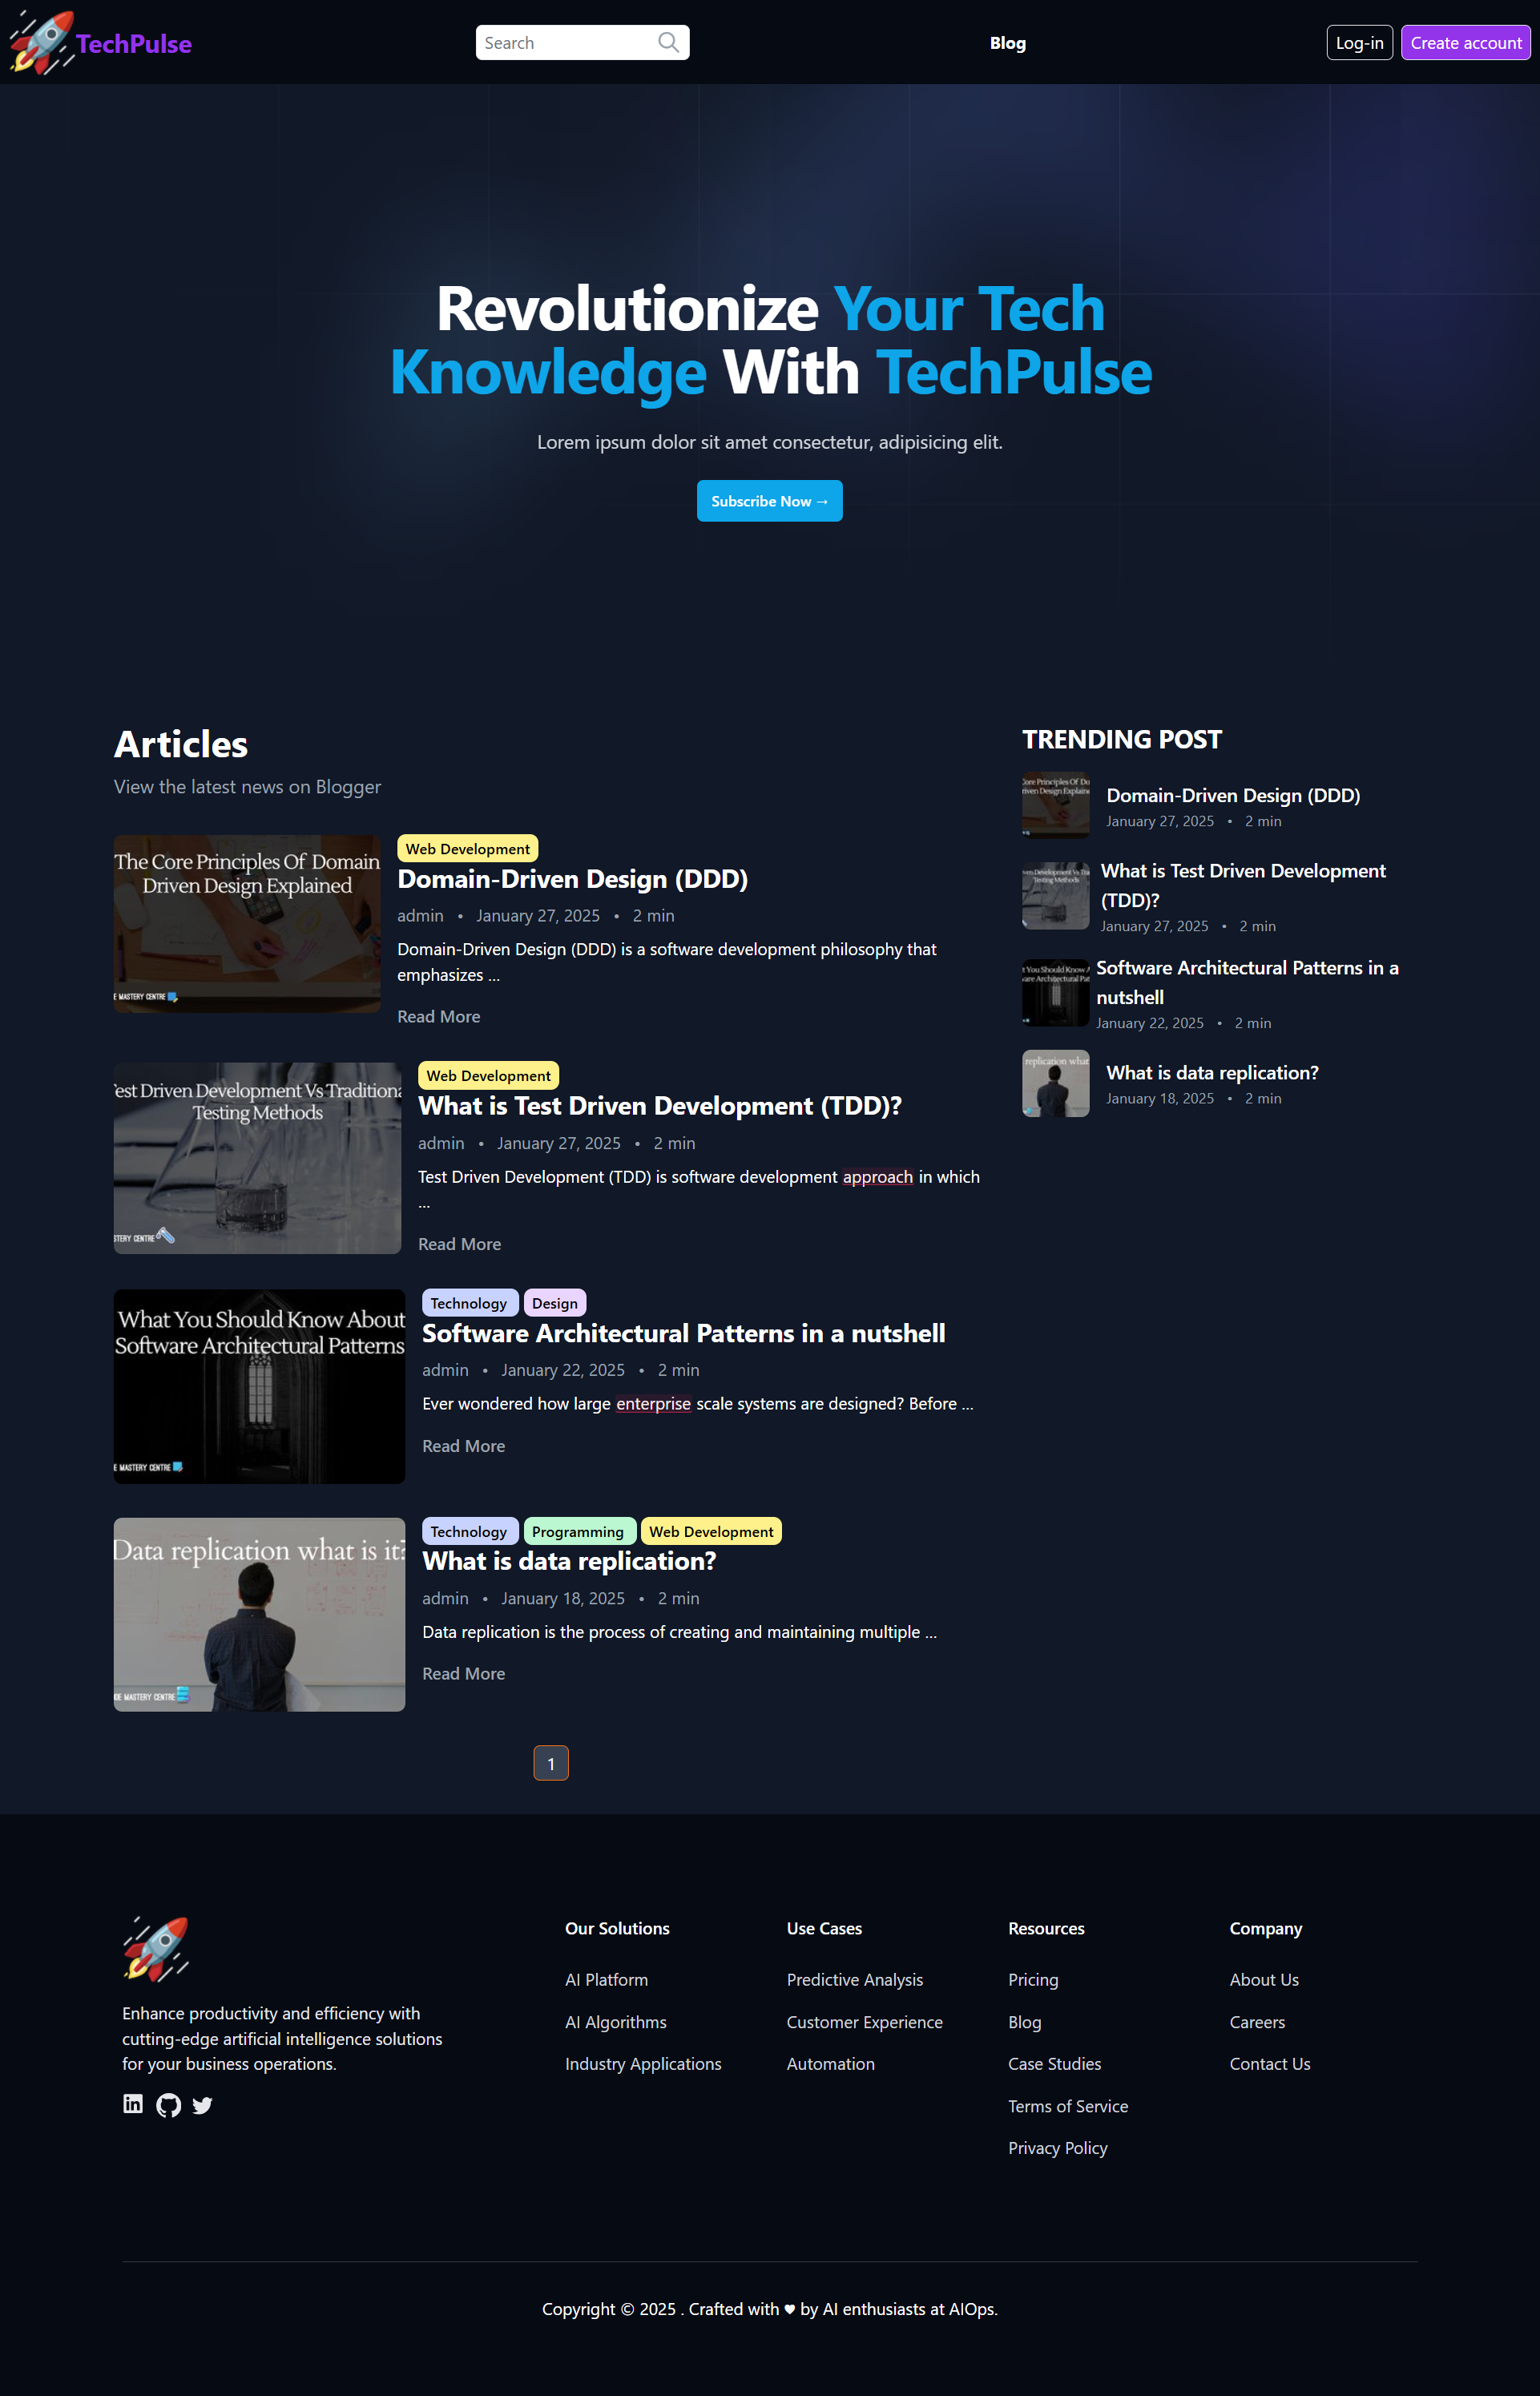 TechPulse
Search
Blog
Log-in
Create account
Revolutionize Your Tech
Knowledge With TechPulse
Lorem ipsum dolor sit amet consectetur, adipisicing elit.
Subscribe Now →
Articles
View the latest news on Blogger
The Core Principles Of Domain
Driven Design Explained
E MASTERY CENTRE
Web Development
Domain-Driven Design (DDD)
admin • January 27, 2025 • 2 min
Domain-Driven Design (DDD) is a software development philosophy that
emphasizes ...
Read More
Test Driven Development Vs Traditiona
Testing Methods
STERY CENTRE
Web Development
What is Test Driven Development (TDD)?
admin • January 27, 2025 • 2 min
Test Driven Development (TDD) is software development approach in which
...
Read More
What You Should Know About
Software Architectural Patterns
E MASTERY CENTRE
Technology
Design
Software Architectural Patterns in a nutshell
admin • January 22, 2025 • 2 min
Ever wondered how large enterprise scale systems are designed? Before ...
Read More
Data replication what is it?
DE MASTERY CENTRE
Technology
Programming
Web Development
What is data replication?
admin • January 18, 2025 • 2 min
Data replication is the process of creating and maintaining multiple ...
Read More
1
TRENDING POST
Domain-Driven Design (DDD)
January 27, 2025 • 2 min
What is Test Driven Development
(TDD)?
January 27, 2025 • 2 min
Software Architectural Patterns in a
nutshell
January 22, 2025 • 2 min
replication what
What is data replication?
January 18, 2025 • 2 min
Enhance productivity and efficiency with
cutting-edge artificial intelligence solutions
for your business operations.
Our Solutions
AI Platform
AI Algorithms
Industry Applications
Use Cases
Predictive Analysis
Customer Experience
Automation
Resources
Pricing
Blog
Case Studies
Terms of Service
Privacy Policy
Company
About Us
Careers
Contact Us
Copyright © 2025 . Crafted with ♥ by AI enthusiasts at AIOps.